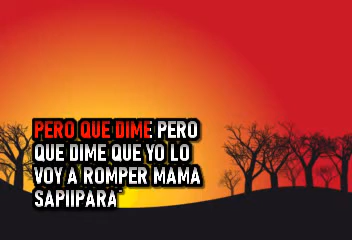 PERO QUE DIME PERO
QUE DIME QUE YO LO
VOY A ROMPER MAMA
SAPIIPARA